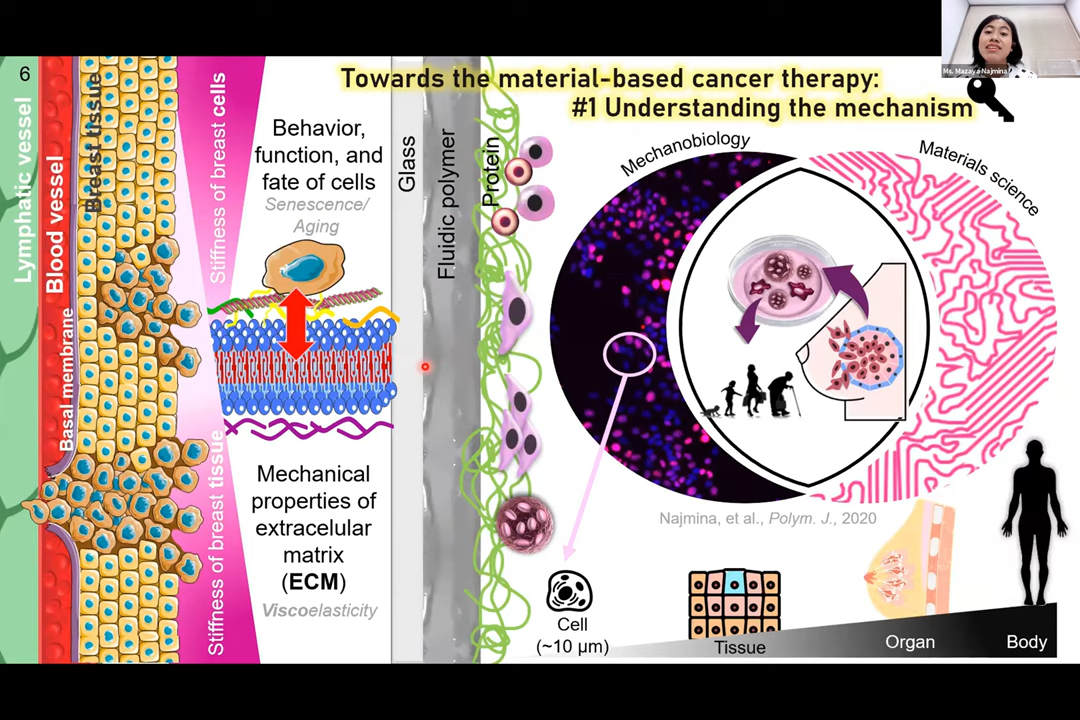 6
Lymphatic vessel
Blood vessel
Basal membrane
Breast tissue
Stiffness of breast cells
Stiffness of breast tissue
Behavior,
function, and
fate of cells
Senescence/
Aging
Mechanical
properties of
extracelular
matrix
(ECM)
Viscoelasticity
Glass
Fluidic polymer
Protein
Towards the material-based cancer therapy:
#1 Understanding the mechanism
Mechanobiology
Materials science
Najmina, et al., Polym. J., 2020
Cell
(~10 µm)
Tissue
Organ
Body
Ms. Mazaya Najmina